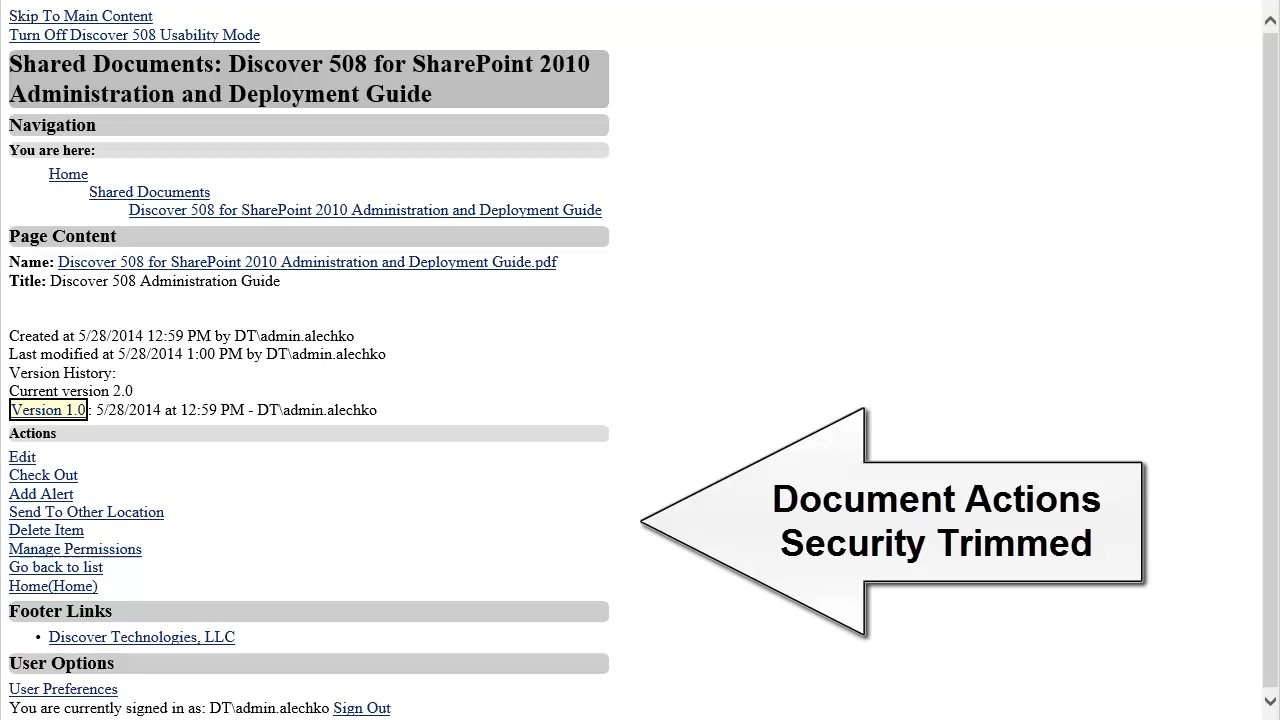 Skip To Main Content
Turn Off Discover 508 Usability Mode
Shared Documents: Discover 508 for SharePoint 2010
Administration and Deployment Guide
Navigation
You are here:
Home
Shared Documents
Discover 508 for SharePoint 2010 Administration and Deployment Guide
Page Content
Name: Discover 508 for SharePoint 2010 Administration and Deployment Guide.pdf
Title: Discover 508 Administration Guide
Created at 5/28/2014 12:59 PM by DT\admin.alechko
Last modified at 5/28/2014 1:00 PM by DT\admin.alechko
Version History:
Current version 2.0
Version 1.0: 5/28/2014 at 12:59 PM - DT\admin.alechko
Actions
Edit
Check Out
Add Alert
Send To Other Location
Delete Item
Manage Permissions
Go back to list
Home(Home)
Document Actions
Security Trimmed
Footer Links
• Discover Technologies, LLC
User Options
User Preferences
You are currently signed in as: DT\admin.alechko Sign Out